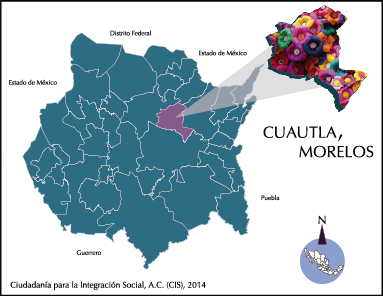 Distrito Federal
Estado de México
Estado de México
CUAUTLA,
MORELOS
Puebla
N
Guerrero
Ciudadanía para la Integración Social, A.C. (CIS), 2014